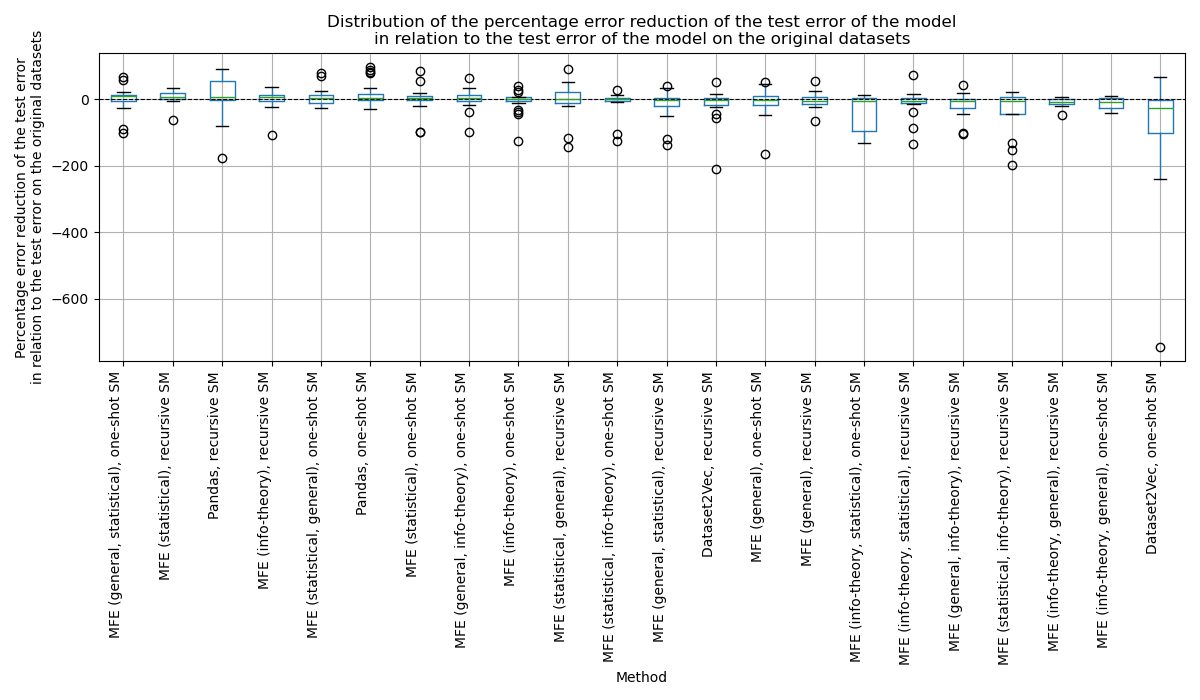 Distribution of the percentage error reduction of the test error of the model
in relation to the test error of the model on the original datasets
Percentage error reduction of the test error
in relation to the test error on the original datasets
0
−200
−400
−600
MFE (general, statistical), one-shot SM
MFE (statistical), recursive SM
Pandas, recursive SM
MFE (info-theory), recursive SM
MFE (statistical, general), one-shot SM
Pandas, one-shot SM
MFE (statistical), one-shot SM
MFE (general, info-theory), one-shot SM
MFE (info-theory), one-shot SM
MFE (statistical, general), recursive SM
MFE (statistical, info-theory), one-shot SM
MFE (general, statistical), recursive SM
Dataset2Vec, recursive SM
MFE (general), one-shot SM
MFE (general), recursive SM
MFE (info-theory, statistical), one-shot SM
MFE (info-theory, statistical), recursive SM
MFE (general, info-theory), recursive SM
MFE (statistical, info-theory), recursive SM
MFE (info-theory, general), recursive SM
MFE (info-theory, general), one-shot SM
Dataset2Vec, one-shot SM
Method